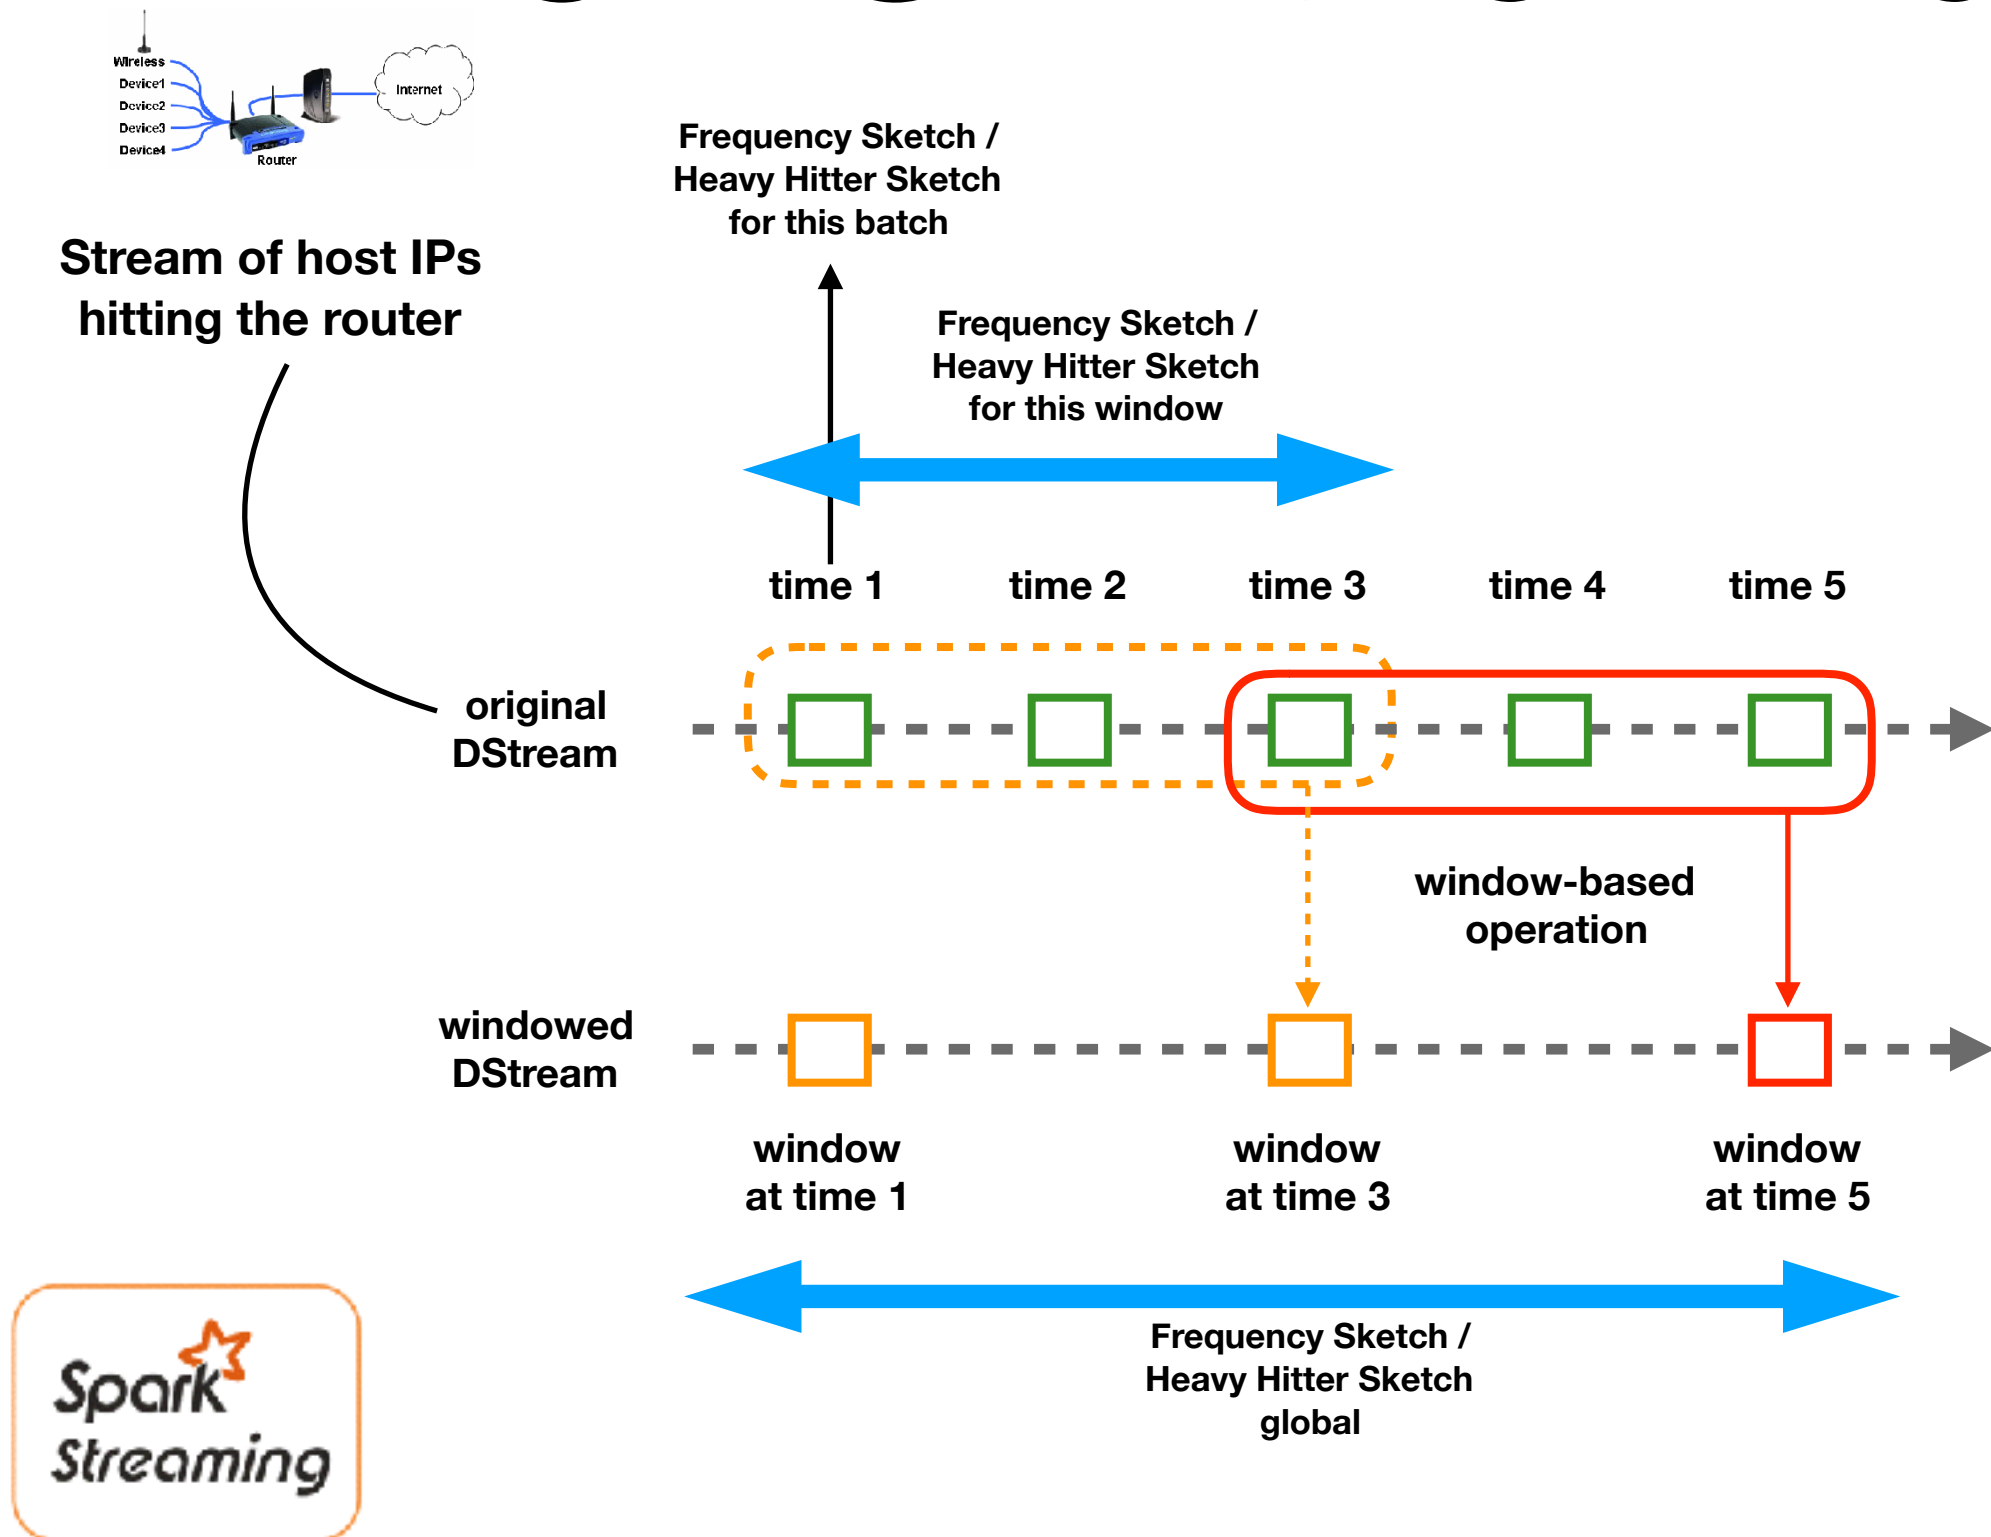 Wireless
Device1
Device2
Device3
Device4
Router
Internet
Stream of host IPs
hitting the router
Frequency Sketch /
Heavy Hitter Sketch
for this batch
Frequency Sketch /
Heavy Hitter Sketch
for this window
time 1
time 2
time 3
time 4
time 5
original
DStream
window-based
operation
windowed
DStream
window
at time 1
window
at time 3
window
at time 5
Frequency Sketch /
Heavy Hitter Sketch
global
Spark
Streaming